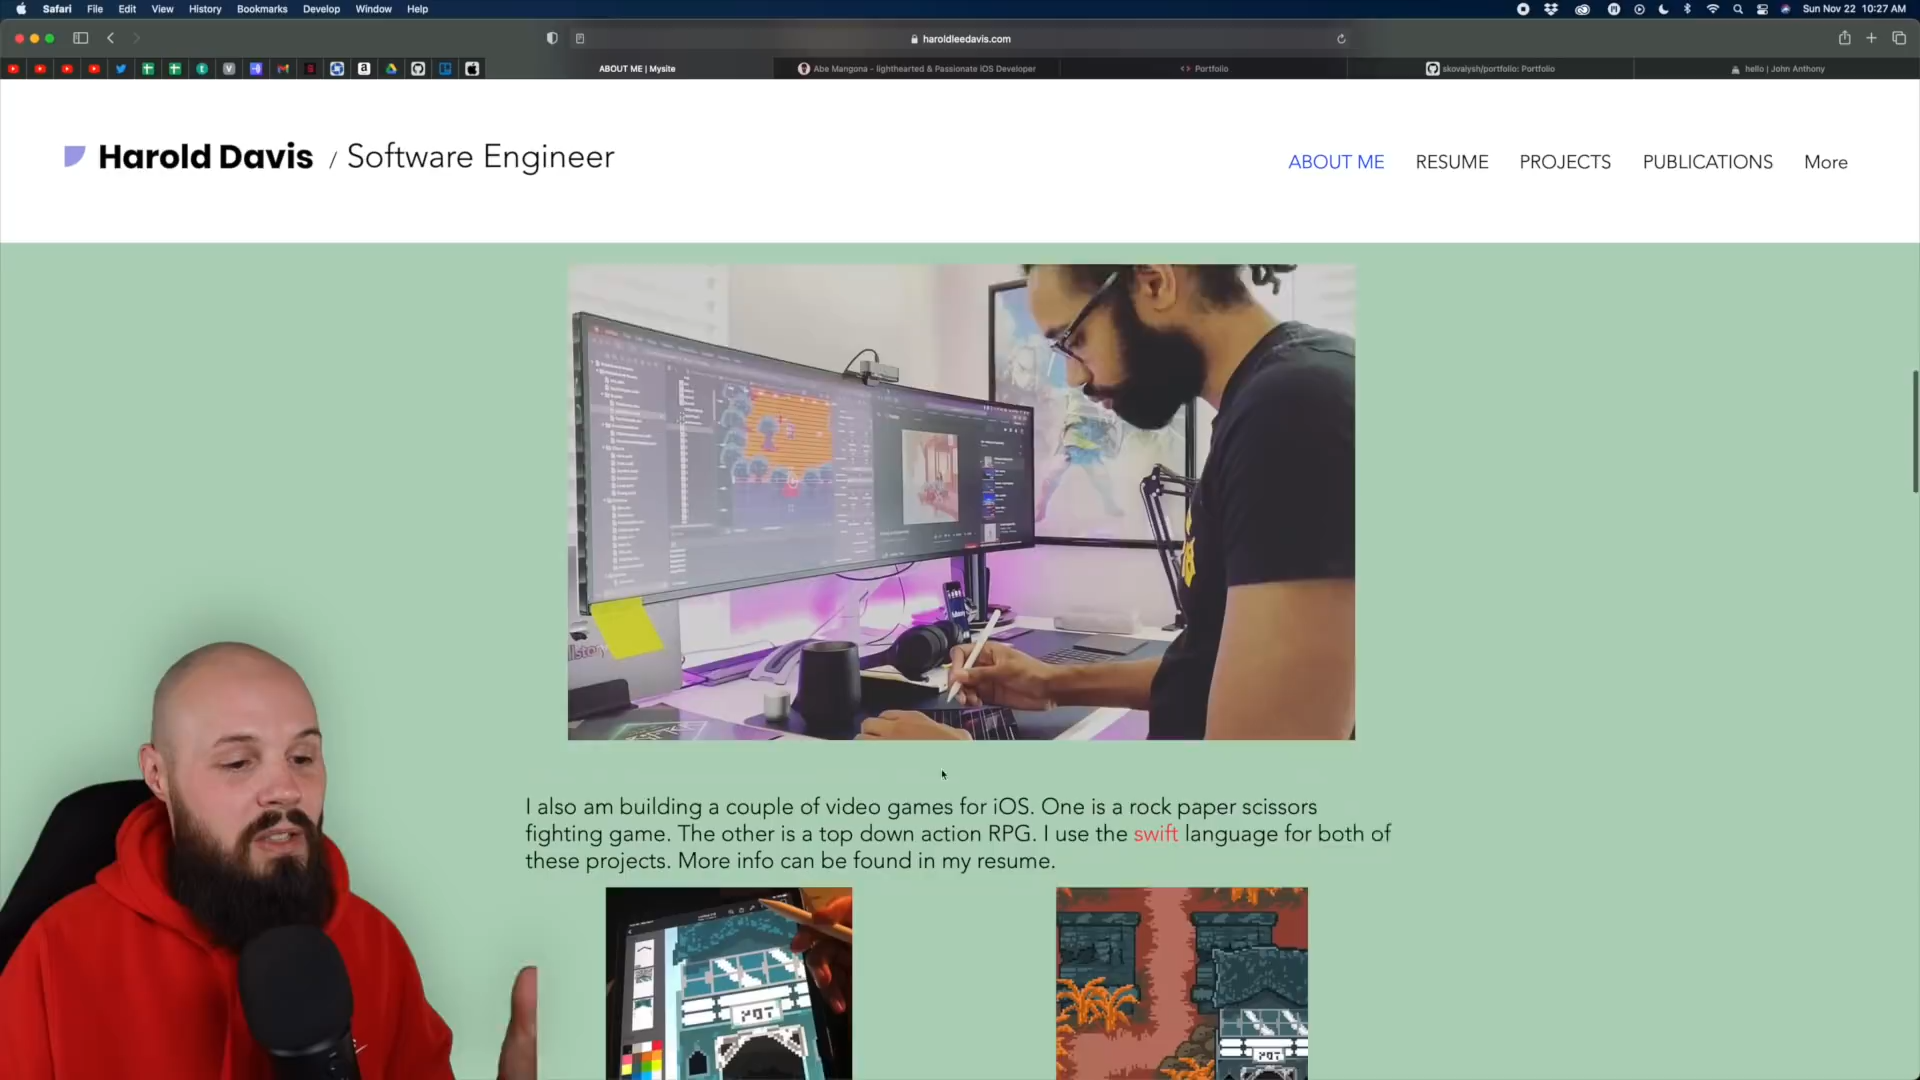 Safari File Edit View History Bookmarks Develop Window Help
Sun Nov 22 10:27 AM
haroldleedavis.com
ABOUT ME | Mysite
Abe Mangona - lighthearted & Passionate iOS Developer
<> Portfolio
skovalysh/portfolio: Portfolio
hello | John Anthony
Harold Davis / Software Engineer
ABOUT ME RESUME PROJECTS PUBLICATIONS More
I also am building a couple of video games for iOS. One is a rock paper scissors
fighting game. The other is a top down action RPG. I use the swift language for both of
these projects. More info can be found in my resume.